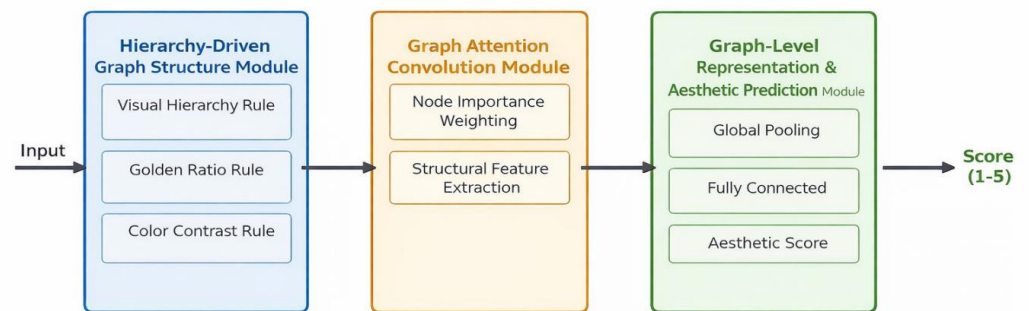 Input
Hierarchy-Driven
Graph Structure Module
Visual Hierarchy Rule
Golden Ratio Rule
Color Contrast Rule
Graph Attention
Convolution Module
Node Importance
Weighting
Structural Feature
Extraction
Graph-Level
Representation &
Aesthetic Prediction Module
Global Pooling
Fully Connected
Aesthetic Score
Score
(1-5)